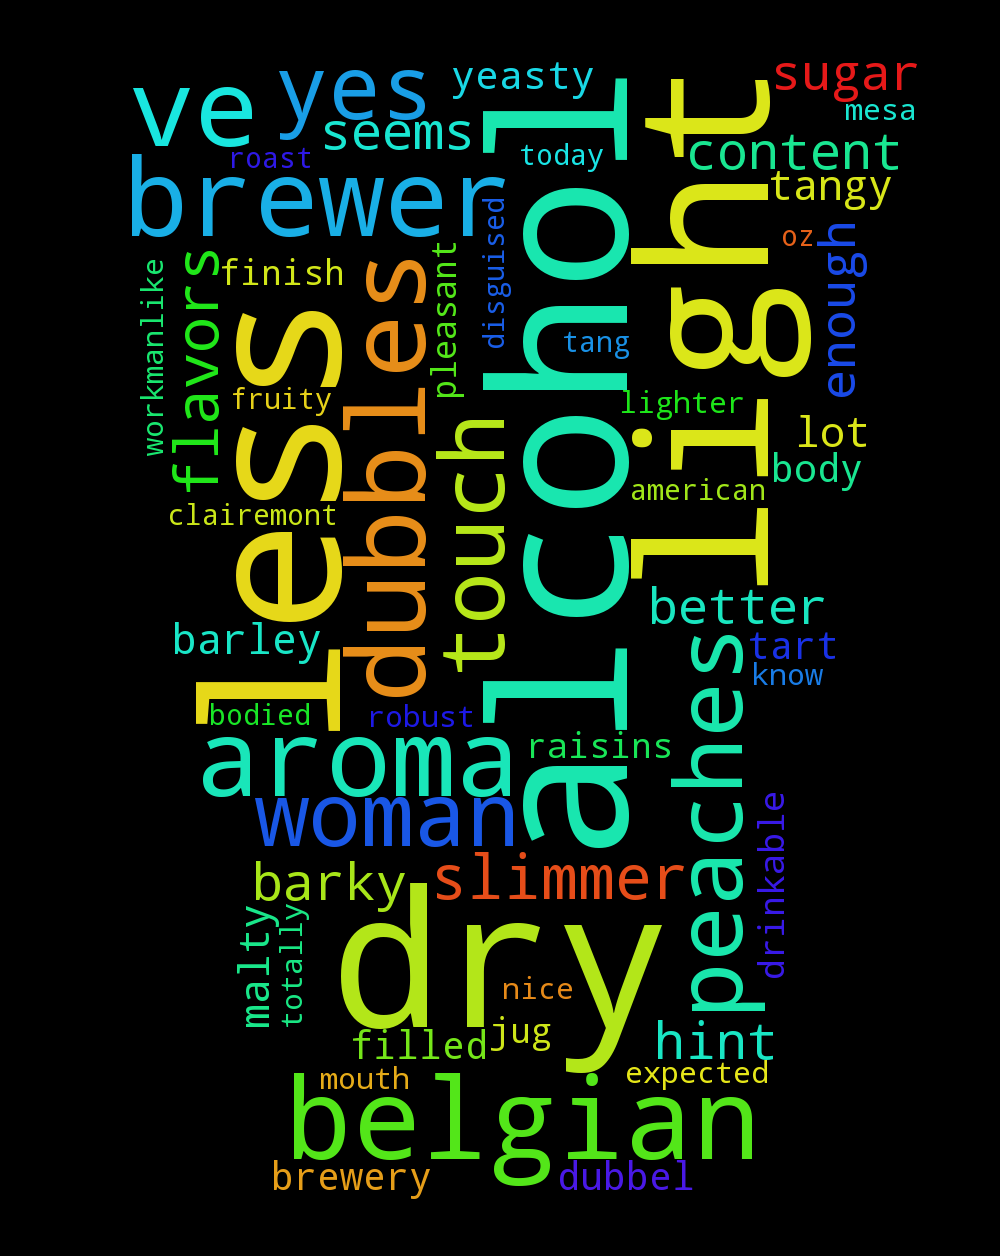 ve
yes
yeasty
sugar
seems
mesa
roast
today
content
brewer
tangy
alcohol
light
oz
flavors
finish
pleasant
disguised
enough
workmanlike
less
dubbles
tang
fruity
touch
lighter
lot
body
clairemont
american
barley
better
tart
know
bodied
robust
peaches
aroma
raisins
woman
drinkable
barky
slimmer
malty
totally
dry
nice
filled
jug
hint
mouth
expected
belgian
brewery
dubbel